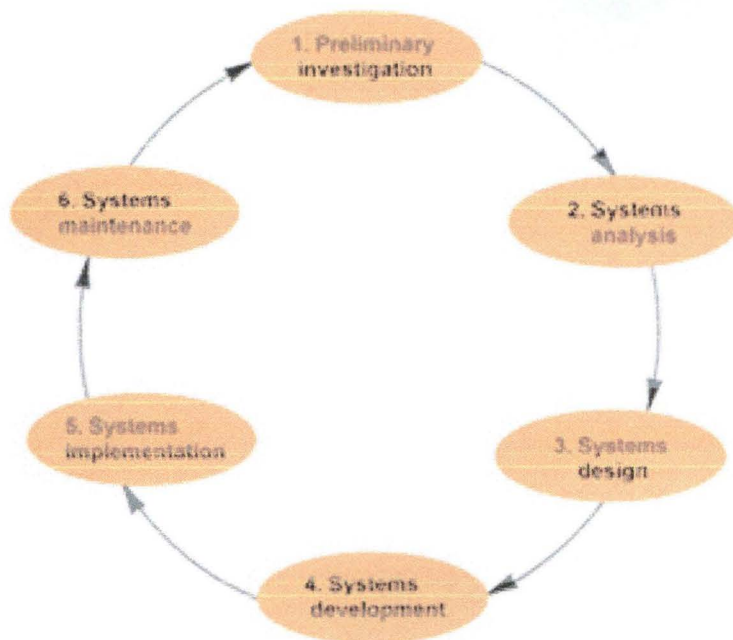 1. Preliminary
investigation
2. Systems
analysis
3. Systems
design
4. Systems
development
5. Systems
implementation
6. Systems
maintenance